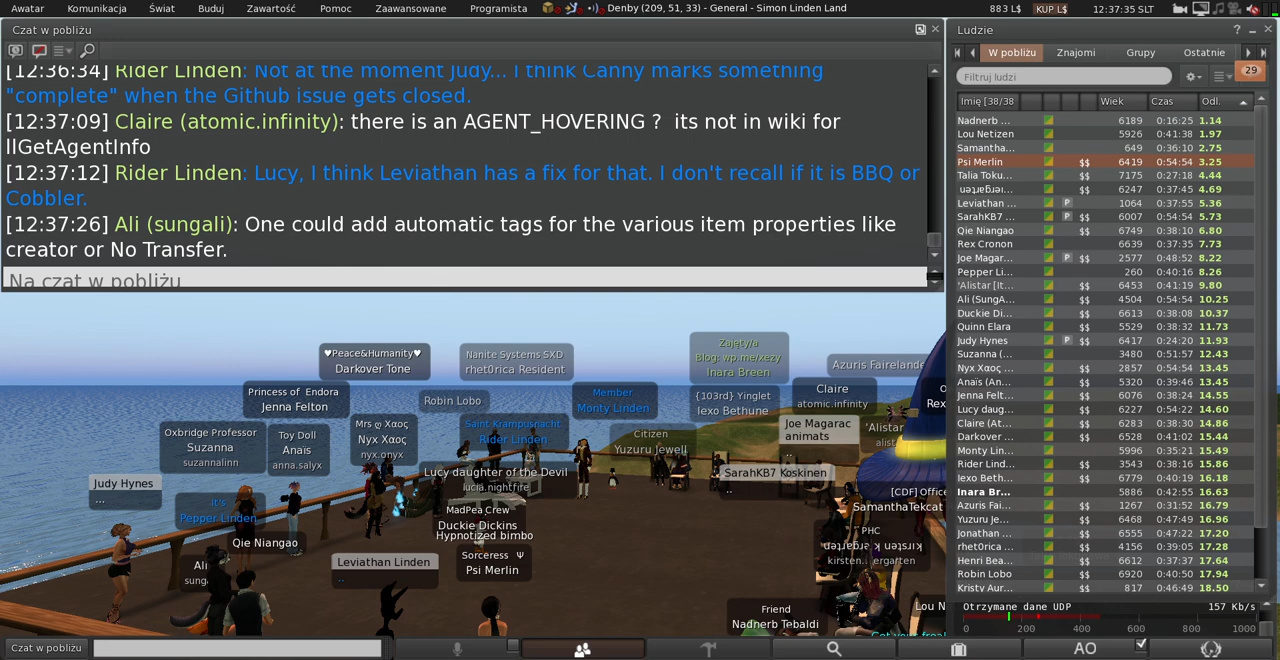 Awatar Komunikacja Świat Buduj Zawartość Pomoc Zaawansowane Programista Denby (209, 51, 33) - General - Simon Linden Land 883 L$ KUP L$ 12:37:35 SLT
Czat w pobliżu
[12:36:34] Rider Linden: Not at the moment Judy... I think Canny marks something
"complete" when the Github issue gets closed.
[12:37:09] Claire (atomic.infinity): there is an AGENT_HOVERING ? its not in wiki for
llGetAgentInfo
[12:37:12] Rider Linden: Lucy, I think Leviathan has a fix for that. I don't recall if it is BBQ or
Cobbler.
[12:37:26] Ali (sungali): One could add automatic tags for the various item properties like
creator or No Transfer.
Na czat w pobliżu
♥Peace&Humanity♥
Darkover Tone
Nanite Systems SXD
rhet0rica Resident
Zajęty/a
Blog: wp.me/xezy
Inara Breen
Azuris Fairelande
Princess of Endora
Jenna Felton
Robin Lobo
Member
Monty Linden
{103rd} Yinglet
Iexo Bethune
Claire
atomic.infinity
Oxbridge Professor
Suzanna
suzannalinn
Toy Doll
Anaïs
anna.salyx
Mrs ღ Χαος
Nyx Χαος
nyx.onyx
Saint Krampusnacht
Rider Linden
Citizen
Yuzuru Jewell
Joe Magarac
animats
..
'Alistar
alist
Rex
Judy Hynes
...
It's
Pepper Linden
Lucy daughter of the Devil
lucia.nightfire
SarahKB7 Koskinen
..
MadPea Crew
Duckie Dickins
Hypnotized bimbo
[CDF] Office
SamanthaTekcat
Qie Niangao
Ali
sung
Leviathan Linden
..
Sorceress Ψ
Psi Merlin
PHC
kirsten. ergarten
Friend
Nadnerb Tebaldi
Lou N
Ludzie
W pobliżu Znajomi Grupy Ostatnie
29
Filtruj ludzi
Imię [38/38 Wiek Czas Odl.
Nadnerb ... 6189 0:16:25 1.14
Lou Netizen 5926 0:41:38 1.97
Samantha... 649 0:36:10 2.75
Psi Merlin $$ 6419 0:54:54 3.25
Talia Toku... $$ 7175 0:27:18 4.44
$$ 6247 0:37:45 4.69
Leviathan ... P 1064 0:37:55 5.36
SarahKB7 ... P $$ 6007 0:54:54 5.73
Qie Niangao $$ 6749 0:38:10 6.80
Rex Cronon 6639 0:37:35 7.73
Joe Magar... P $$ 2577 0:48:52 8.22
Pepper Li... 260 0:40:16 8.26
'Alistar [It... $$ 6453 0:41:19 9.80
Ali (SungA... $$ 4504 0:54:54 10.25
Duckie Di... $$ 6613 0:38:08 10.37
Quinn Elara $$ 5529 0:38:32 11.73
Judy Hynes P $$ 6417 0:24:20 11.93
Suzanna (... $$ 3480 0:51:57 12.43
Nyx Χαος ... $$ 2857 0:54:54 13.45
Anaïs (An... $$ 5320 0:39:46 13.45
Jenna Felt... $$ 6076 0:38:24 14.55
Lucy daug... $$ 6227 0:54:22 14.60
Claire (At... $$ 6283 0:38:30 14.86
Darkover ... $$ 6528 0:41:02 15.44
Monty Lin... $$ 5996 0:35:21 15.49
Rider Lind... $$ 3543 0:38:16 15.86
Iexo Beth... $$ 6779 0:40:19 16.18
Inara Br... 5886 0:42:55 16.63
Azuris Fai... $$ 1267 0:31:52 16.79
Yuzuru Je... $$ 6468 0:47:49 16.96
Jonathan ... $$ 6555 0:47:22 17.20
rhet0rica ... $$ 4156 0:39:05 17.28
Henri Bea... $$ 6612 0:37:37 17.64
Robin Lobo $$ 6920 0:40:50 17.94
Kristy Aur... $$ 817 0:46:49 18.50
Otrzymane dane UDP 157 Kb/s
0 200 400 600 800 1000
Czat w pobliżu AO